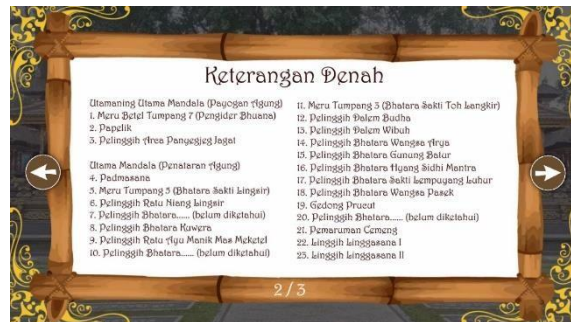 Keterangan Denah
Utamaning Utama Mandala (Payogan Agung)
1. Meru Betel Tumpang 7 (Pengider Bhuana)
2. Papelik
3. Pelinggih Arca Panyegjeg Jagat
Utama Mandala (Penataran Agung)
4. Padmasana
5. Meru Tumpang 5 (Bhatara Sakti Lingsir)
6. Pelinggih Ratu Niang Lingsir
7. Pelinggih Bhatara...... (belum diketahui)
8. Pelinggih Bhatara Kuwera
9. Pelinggih Ratu Ayu Manik Mas Meketel
10. Pelinggih Bhatara...... (belum diketahui)
11. Meru Tumpang 3 (Bhatara Sakti Toh Langkir)
12. Pelinggih Dalem Budha
13. Pelinggih Dalem Wibuh
14. Pelinggih Bhatara Wangsa Arya
15. Pelinggih Bhatara Gunung Batur
16. Pelinggih Bhatara Hyang Sidhi Mantra
17. Pelinggih Bhatara Sakti Lempuyang Luhur
18. Pelinggih Bhatara Wangsa Pasek
19. Gedong Prucut
20. Pelinggih Bhatara...... (belum diketahui)
21. Pemaruman Cemeng
22. Linggih Linggasana I
23. Linggih Linggasana II
2/3